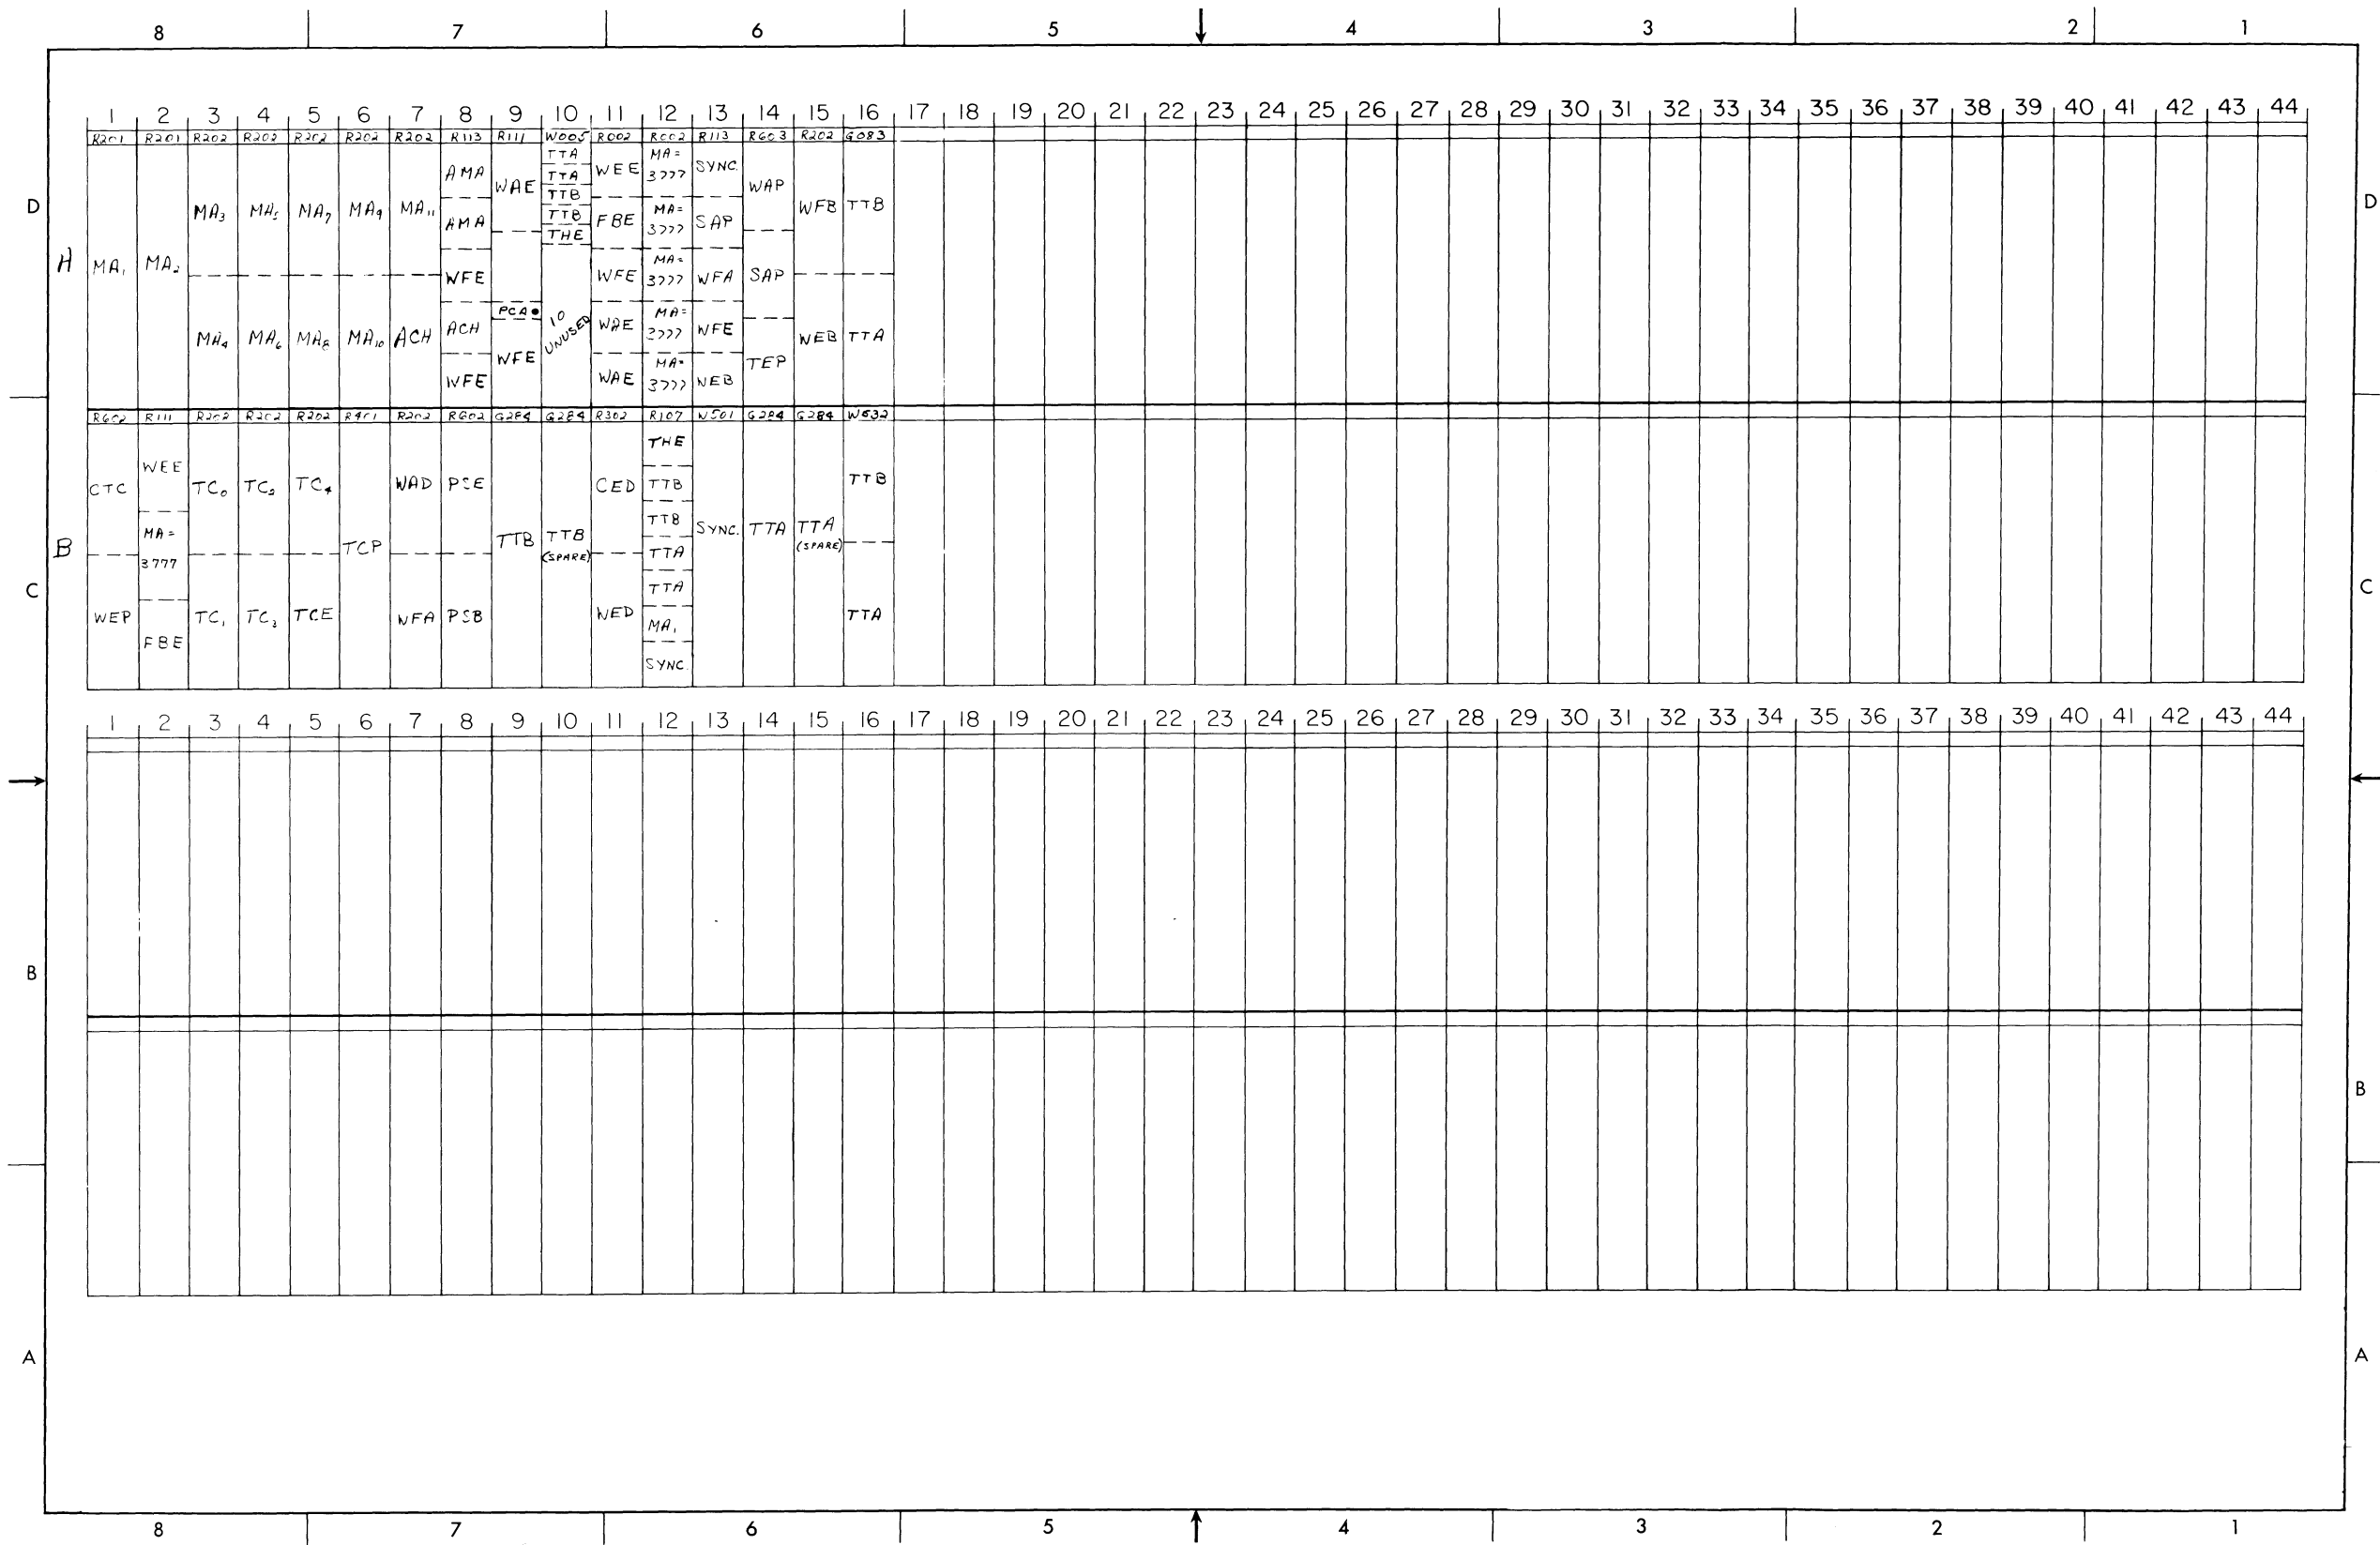 8 7 6 5 4 3 2 1
1 2 3 4 5 6 7 8 9 10 11 12 13 14 15 16 17 18 19 20 21 22 23 24 25 26 27 28 29 30 31 32 33 34 35 36 37 38 39 40 41 42 43 44
R201 R201 R202 R202 R202 R202 R202 R113 R111 W005 R002 R002 R113 R603 R202 G083
D H D
MA₁
MA₂
MA₃
MA₄
MA₅
MA₆
MA₇
MA₈
MA₉
MA₁₀
MA₁₁
ACH
AMA
AMA
WFE
ACH
WFE
WAE
PCA
WFE
TTA
TTA
TTB
TTB
THE
10
UNUSED
WEE
FBE
WFE
WAE
WAE
MA=
3777
MA=
3777
MA=
3777
MA=
3777
MA=
3777
SYNC.
SAP
WFA
WFE
WEB
WAP
SAP
TEP
WFB
WEB
TTB
TTA
R602 R111 R202 R202 R202 R401 R202 R602 G284 G284 R302 R107 W501 G284 G284 W532
B
C C
CTC
WEP
WEE
MA=
3777
FBE
TC₀
TC₁
TC₂
TC₃
TC₄
TCE
TCP
WAD
WFA
PSE
PSB
TTB
TTB
(SPARE)
CED
WED
THE
TTB
TTB
TTA
TTA
MA₁
SYNC.
SYNC.
TTA
TTA
(SPARE)
TTB
TTA
1 2 3 4 5 6 7 8 9 10 11 12 13 14 15 16 17 18 19 20 21 22 23 24 25 26 27 28 29 30 31 32 33 34 35 36 37 38 39 40 41 42 43 44
B B
A A
8 7 6 5 4 3 2 1